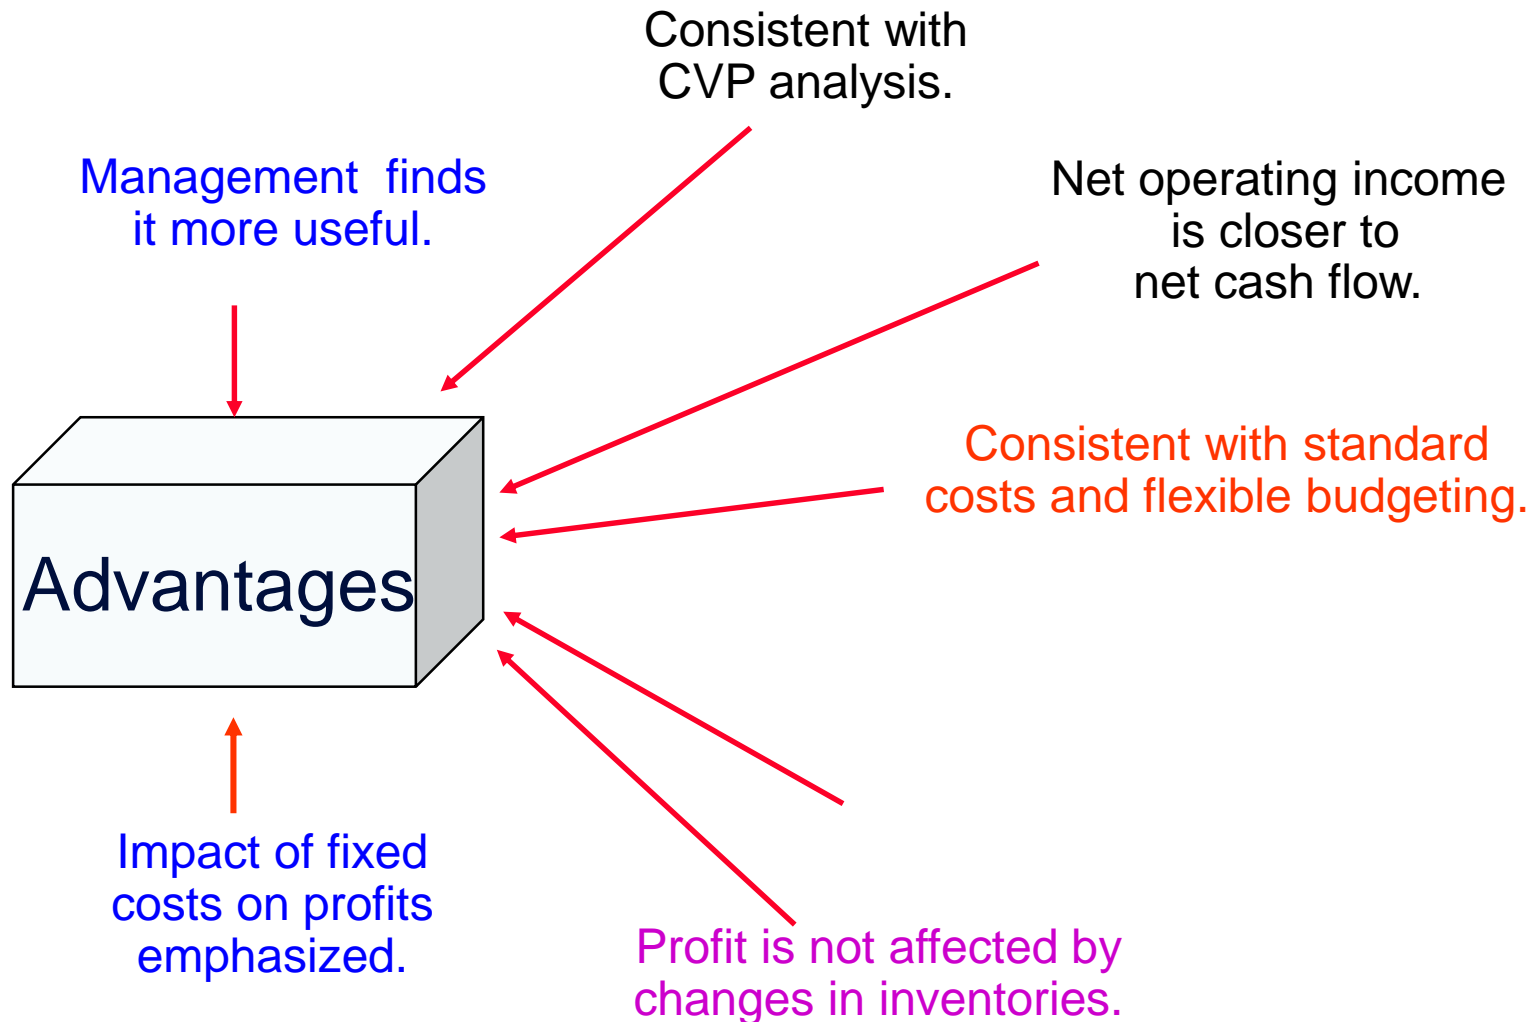 Consistent with
CVP analysis.
Management finds
it more useful.
Net operating income
is closer to
net cash flow.
Consistent with standard
costs and flexible budgeting.
Advantages
Impact of fixed
costs on profits
emphasized.
Profit is not affected by
changes in inventories.